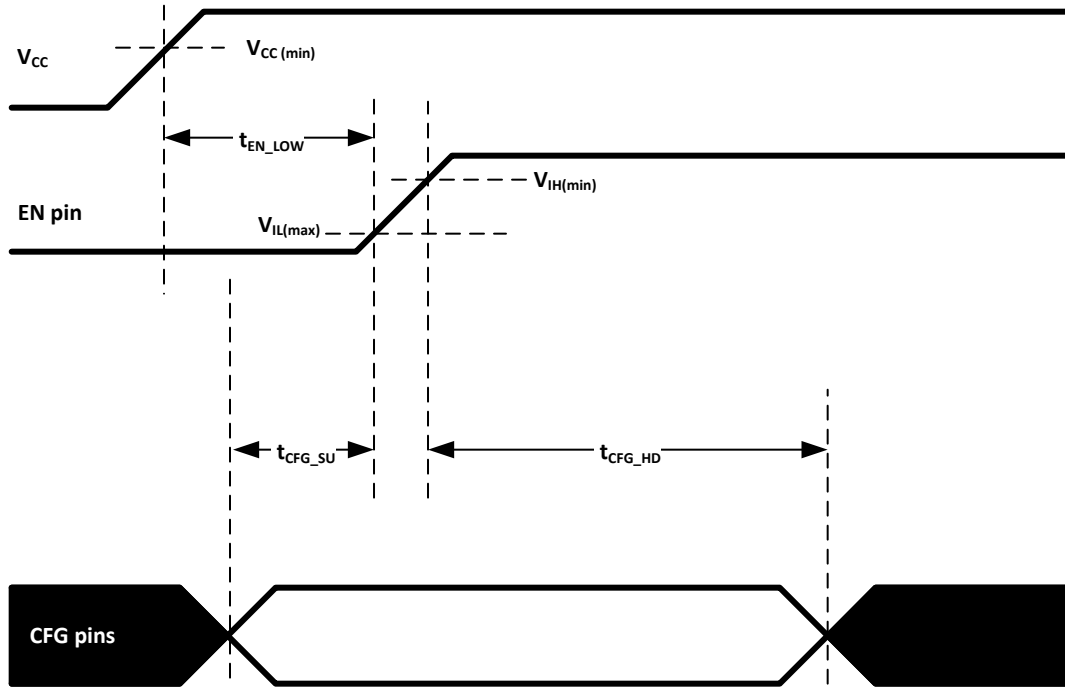 VCC
VCC (min)
tEN_LOW
EN pin
VIH(min)
VIL(max)
tCFG_SU
tCFG_HD
CFG pins